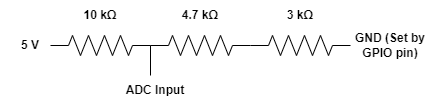 10 kΩ 4.7 kΩ 3 kΩ
5 V
GND (Set by
GPIO pin)
ADC Input